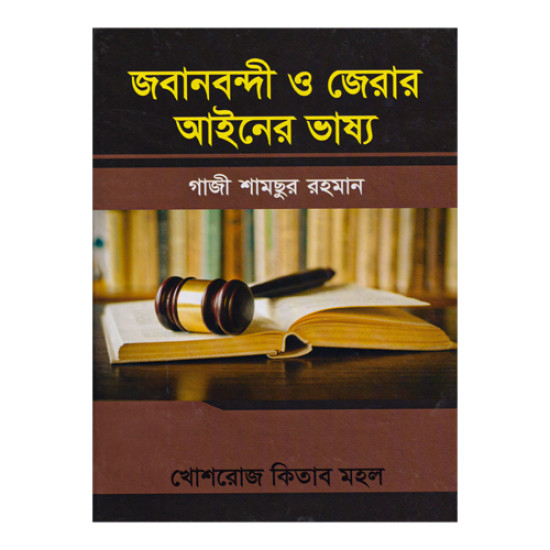 জবানবন্দী ও জেরার
আইনের ভাষ্য
গাজী শামছুর রহমান
খোশরোজ কিতাব মহল